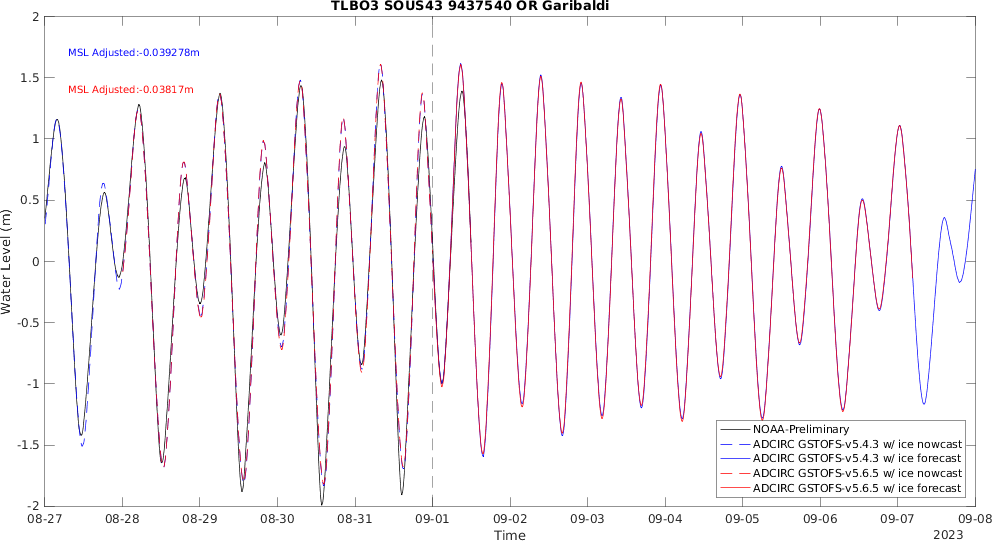 TLBO3 SOUS43 9437540 OR Garibaldi
MSL Adjusted:-0.039278m
MSL Adjusted:-0.03817m
2
1.5
1
0.5
0
-0.5
-1
-1.5
-2
Water Level (m)
NOAA-Preliminary
ADCIRC GSTOFS-v5.4.3 w/ ice nowcast
ADCIRC GSTOFS-v5.4.3 w/ ice forecast
ADCIRC GSTOFS-v5.6.5 w/ ice nowcast
ADCIRC GSTOFS-v5.6.5 w/ ice forecast
08-27 08-28 08-29 08-30 08-31 09-01 09-02 09-03 09-04 09-05 09-06 09-07 09-08
Time
2023